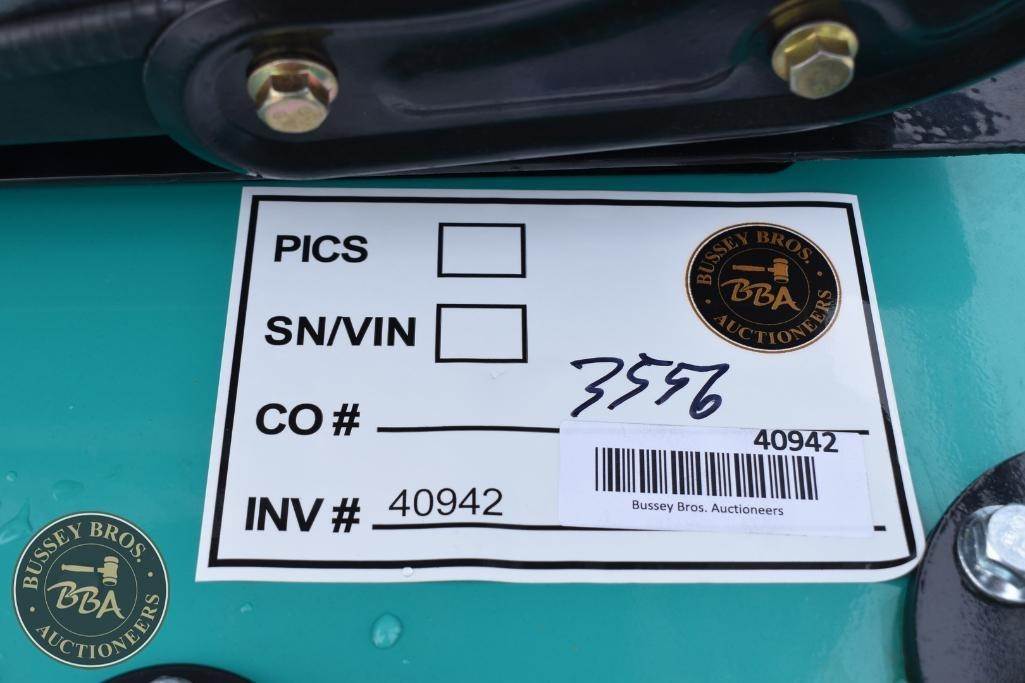 PICS
BUSSEY BROS.
BBA
AUCTIONEERS
SN/VIN
3556
CO #
40942
Bussey Bros. Auctioneers
INV # 40942
BUSSEY BROS.
BBA
AUCTIONEERS